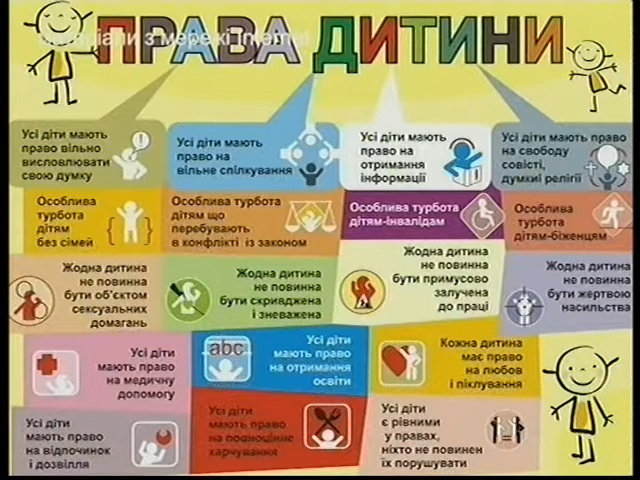 ПРАВА ДИТИНИ
матеріали з мережі Internet
Усі діти мають
право вільно
висловлювати
свою думку
Усі діти мають
право на
вільне спілкування
Усі діти мають
право на
отримання
інформації
Усі діти мають право
на свободу
совісті,
думкиі релігії
Особлива
турбота
дітям
без сімей
Особлива турбота
дітям що
перебувають
в конфлікті із законом
Особлива турбота
дітям-інвалідам
Особлива
турбота
дітям-біженцям
Жодна дитина
не повинна
бути об'єктом
сексуальних
домагань
Жодна дитина
не повинна
бути скривджена
і зневажена
Жодна дитина
не повинна
бути примусово
залучена
до праці
Жодна дитина
не повинна
бути жертвою
насильства
Усі діти
мають право
на медичну
допомогу
abc
Усі діти
мають право
на отримання
освіти
Кожна дитина
має право
на любов
і піклування
Усі діти
мають право
на відпочинок
і дозвілля
Усі діти
мають право
на повноцінне
харчування
Усі діти
є рівними
у правах,
ніхто не повинен
їх порушувати